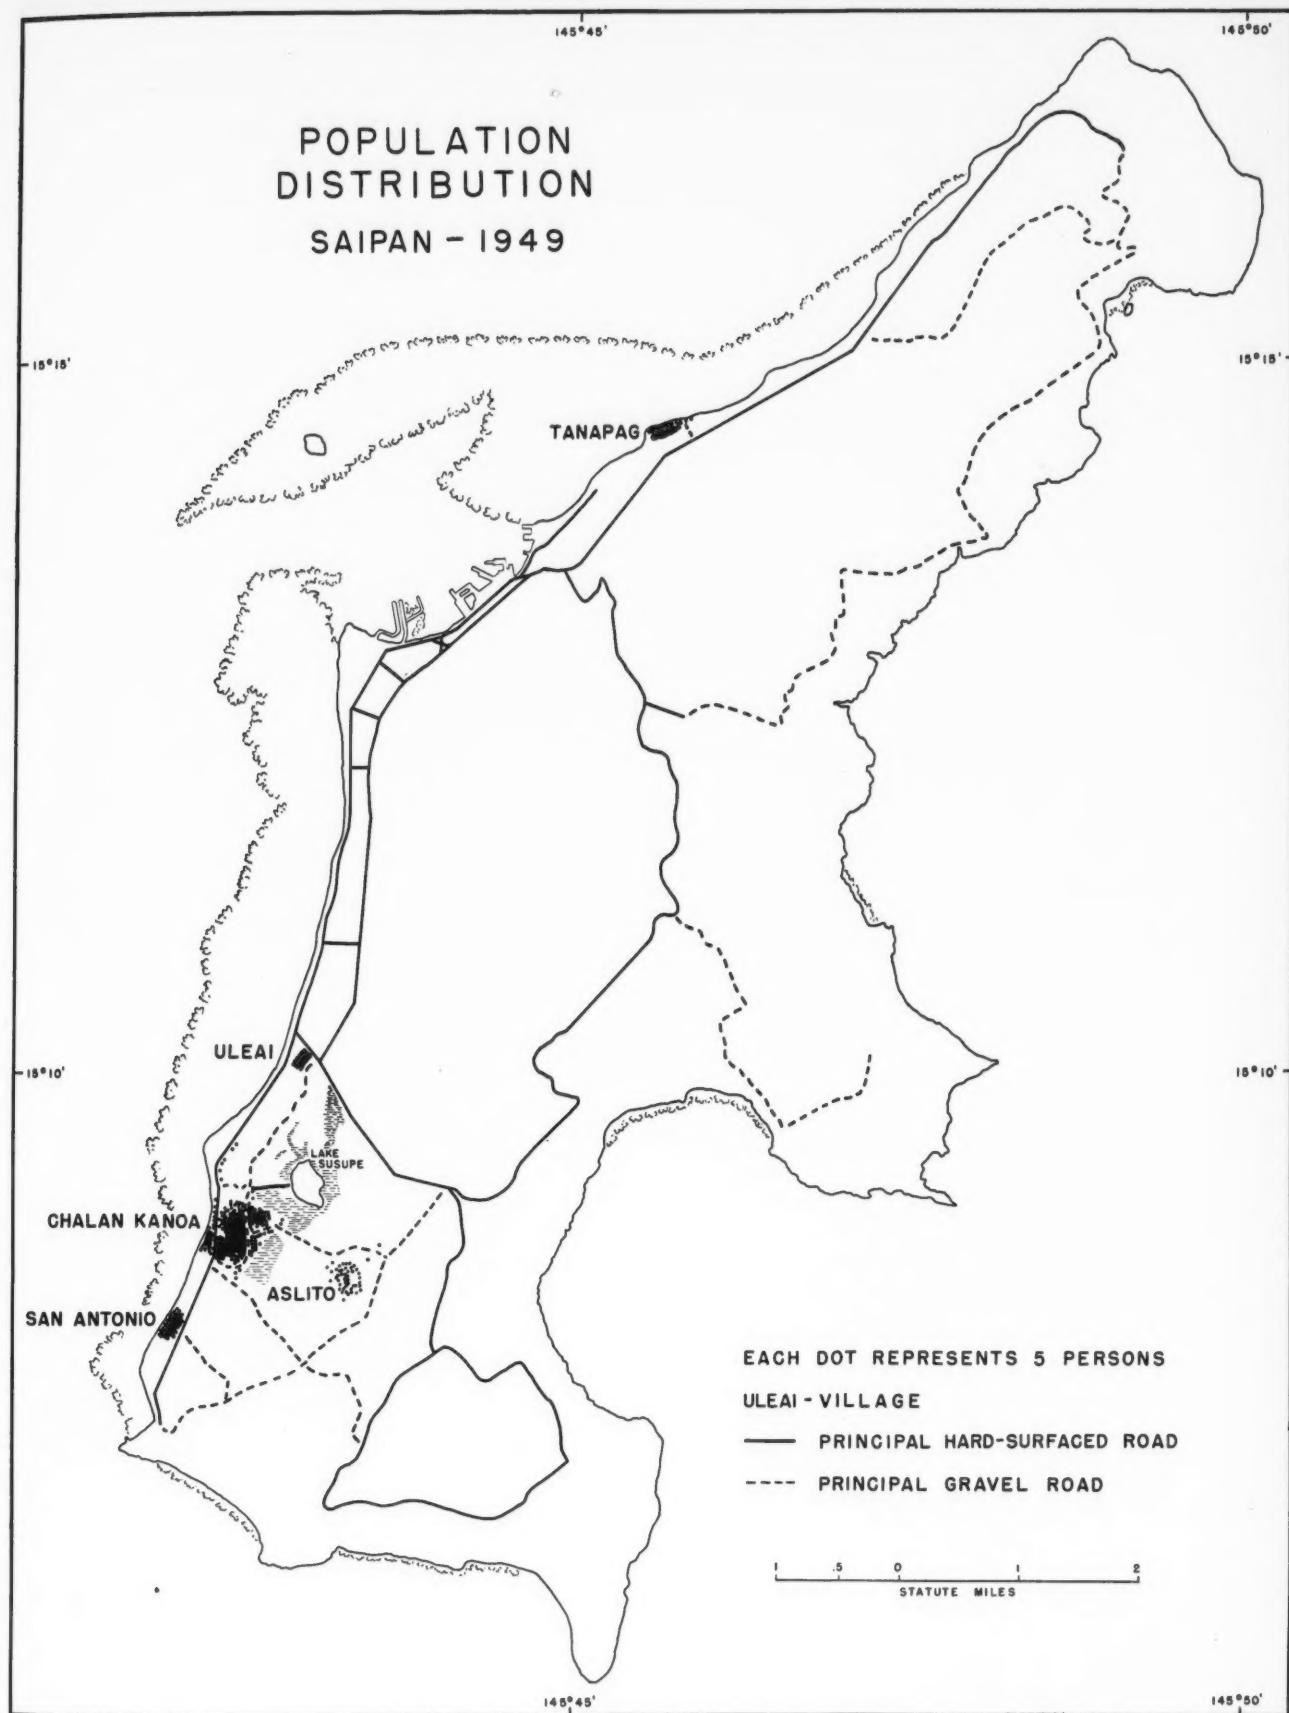 145°45'
145°50'
POPULATION
DISTRIBUTION
SAIPAN - 1949
15°15'
15°15'
TANAPAG
ULEAI
15°10'
15°10'
LAKE
SUSUPE
CHALAN KANOA
ASLITO
SAN ANTONIO
EACH DOT REPRESENTS 5 PERSONS
ULEAI - VILLAGE
PRINCIPAL HARD-SURFACED ROAD
PRINCIPAL GRAVEL ROAD
1 .5 0 1 2
STATUTE MILES
145°45'
145°50'